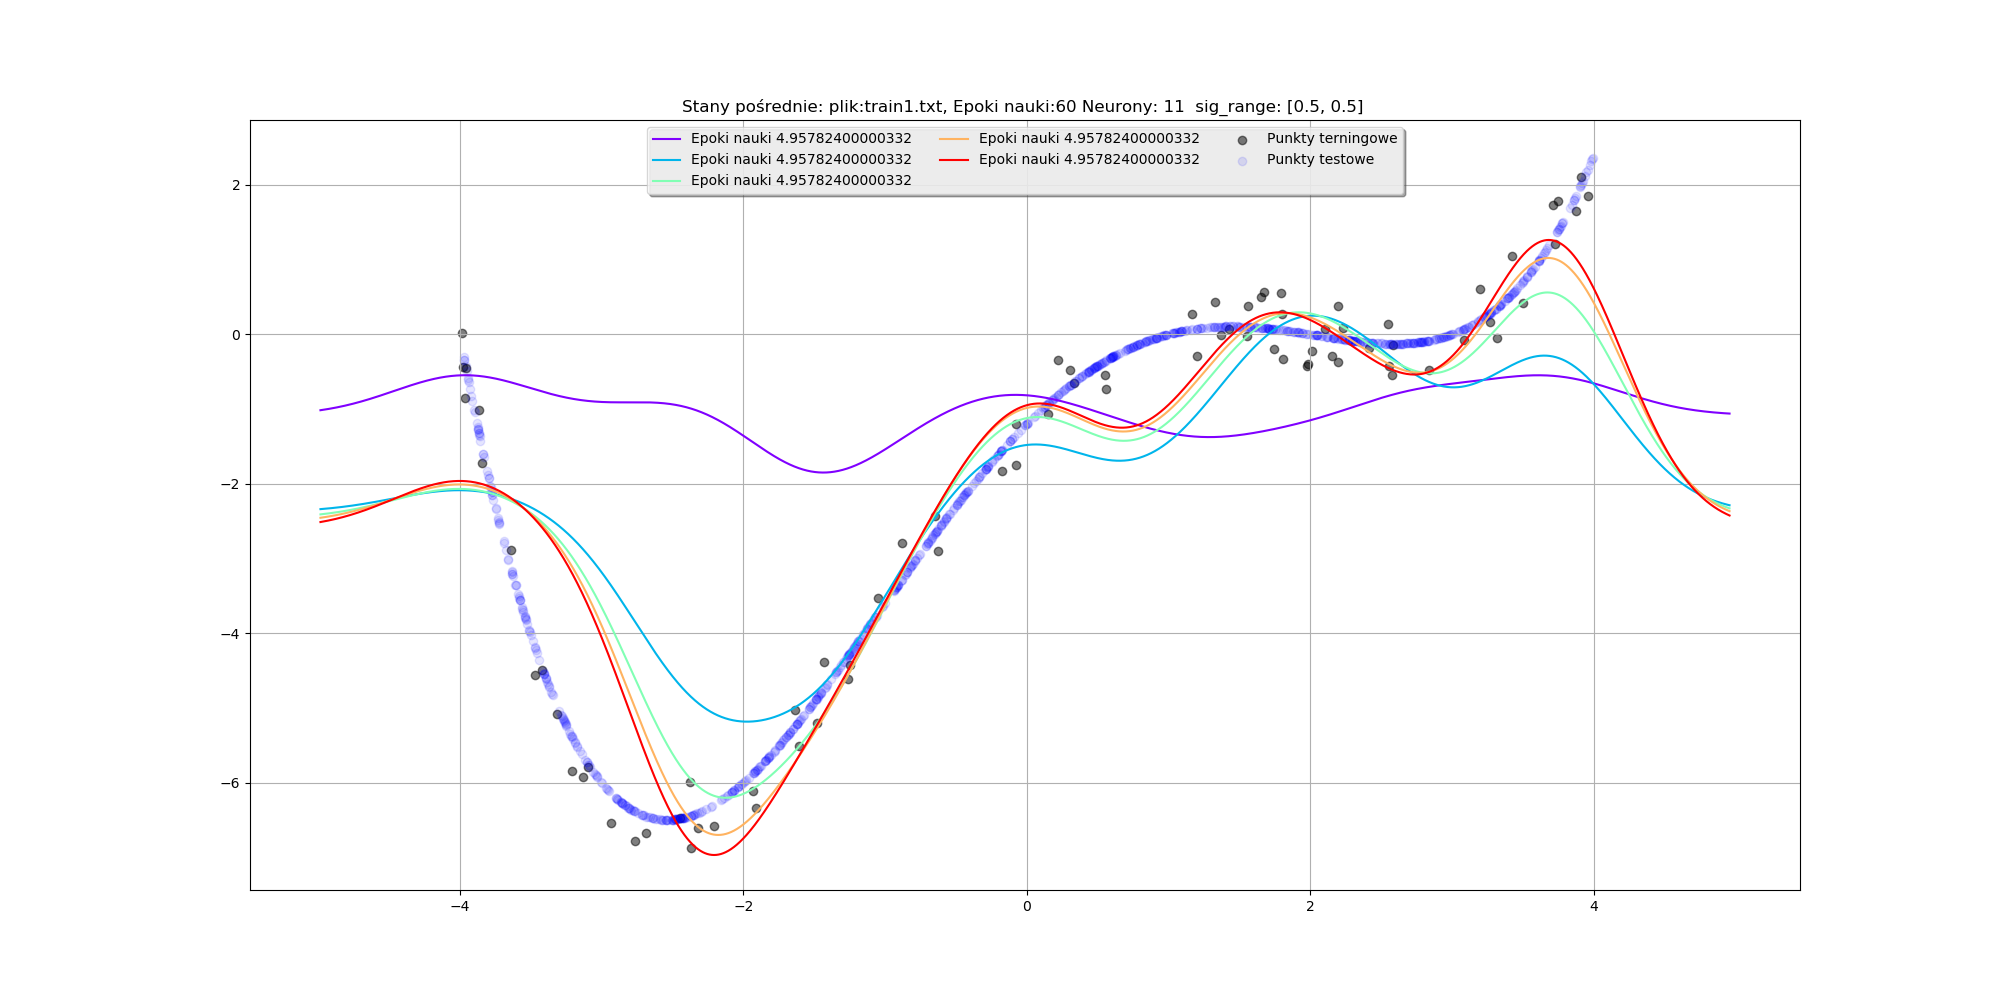 Stany pośrednie: plik:train1.txt, Epoki nauki:60 Neurony: 11  sig_range: [0.5, 0.5]
Epoki nauki 4.95782400000332
Epoki nauki 4.95782400000332
Epoki nauki 4.95782400000332
Epoki nauki 4.95782400000332
Epoki nauki 4.95782400000332
Punkty terningowe
Punkty testowe
2
0
−2
−4
−6
−4
−2
0
2
4